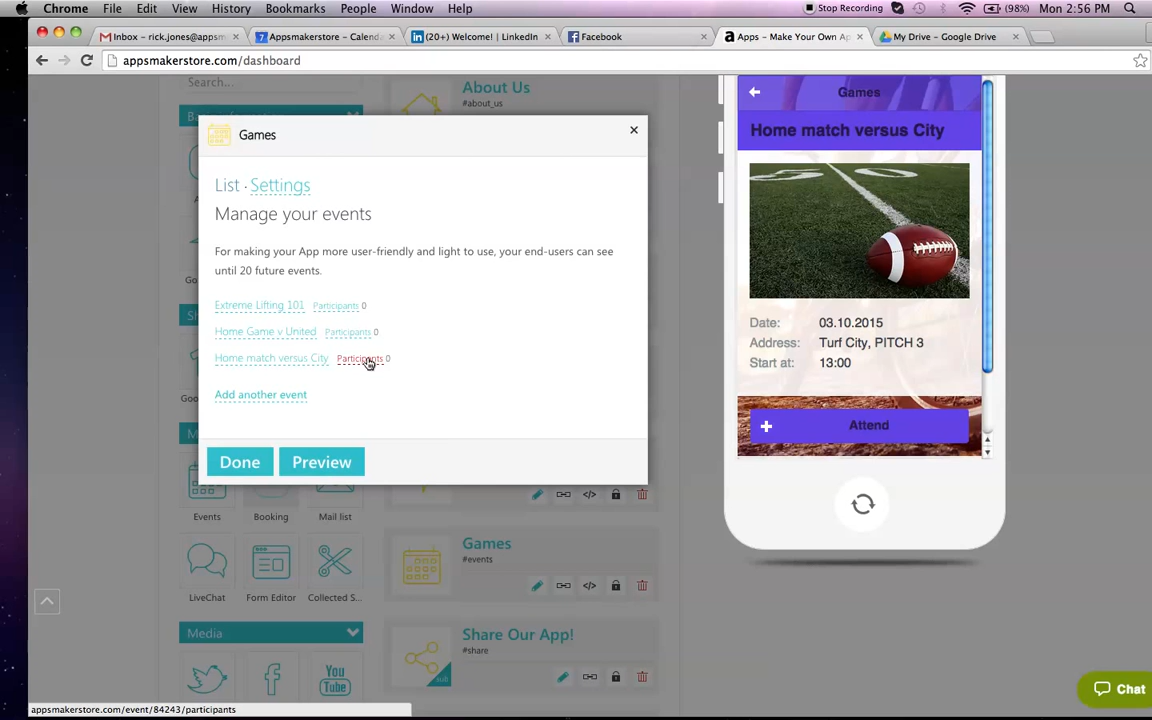 Chrome File Edit View History Bookmarks People Window Help Stop Recording (98%) Mon 2:56 PM
Inbox – rick.jones@appsm Appsmakerstore – Calenda (20+) Welcome! | LinkedIn Facebook Apps – Make Your Own Ap My Drive – Google Drive
appsmakerstore.com/dashboard
Search...
About Us
#about_us
Games
List · Settings
Manage your events
For making your App more user-friendly and light to use, your end-users can see
until 20 future events.
Extreme Lifting 101 Participants 0
Home Game v United Participants 0
Home match versus City Participants 0
Add another event
Done Preview
Events Booking Mail list
LiveChat Form Editor Collected S...
Media
You
Tube
Games
#events
Share Our App!
#share
sub
Games
Home match versus City
Date: 03.10.2015
Address: Turf City, PITCH 3
Start at: 13:00
Attend
Chat
appsmakerstore.com/event/84243/participants